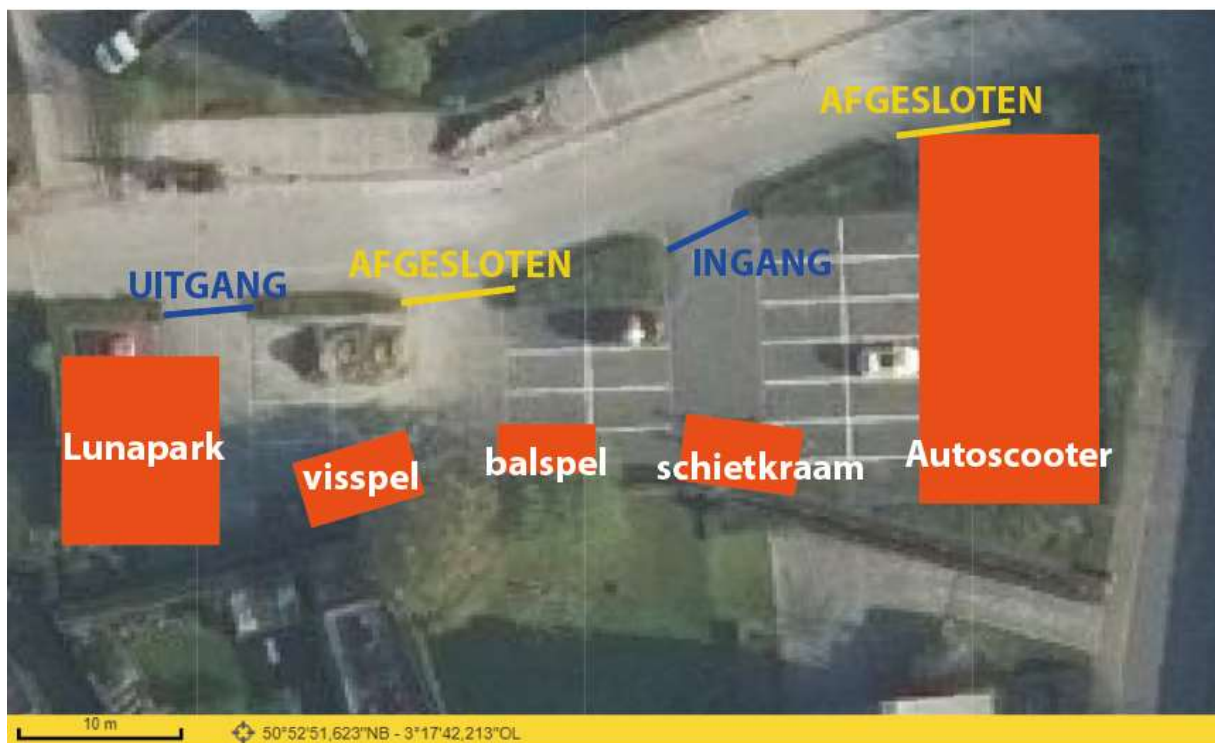 AFGESLOTEN
INGANG
AFGESLOTEN
UITGANG
Lunapark
visspel
balspel
schietkraam
Autoscooter
10 m
50°52'51,623"NB - 3°17'42,213"OL